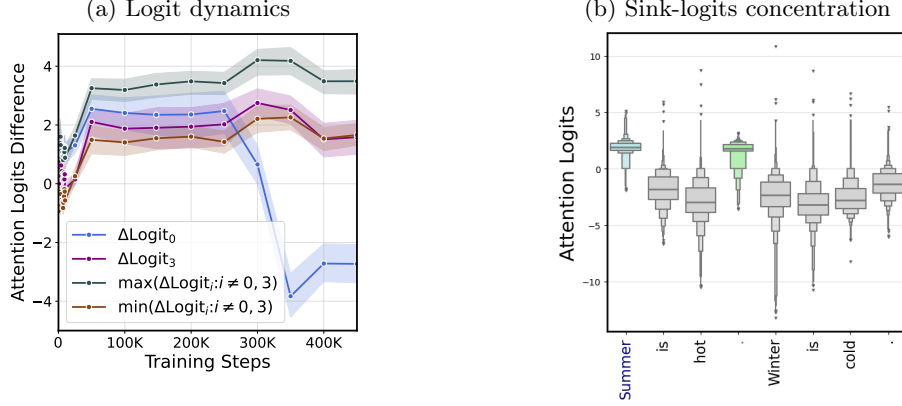 (a) Logit dynamics
(b) Sink-logits concentration
Attention Logits Difference
4
2
0
−2
−4
ΔLogit₀
ΔLogit₃
max(ΔLogitᵢ:i ≠ 0, 3)
min(ΔLogitᵢ:i ≠ 0, 3)
0 100K 200K 300K 400K
Training Steps
Attention Logits
10
5
0
−5
−10
Summer is hot . Winter is cold .